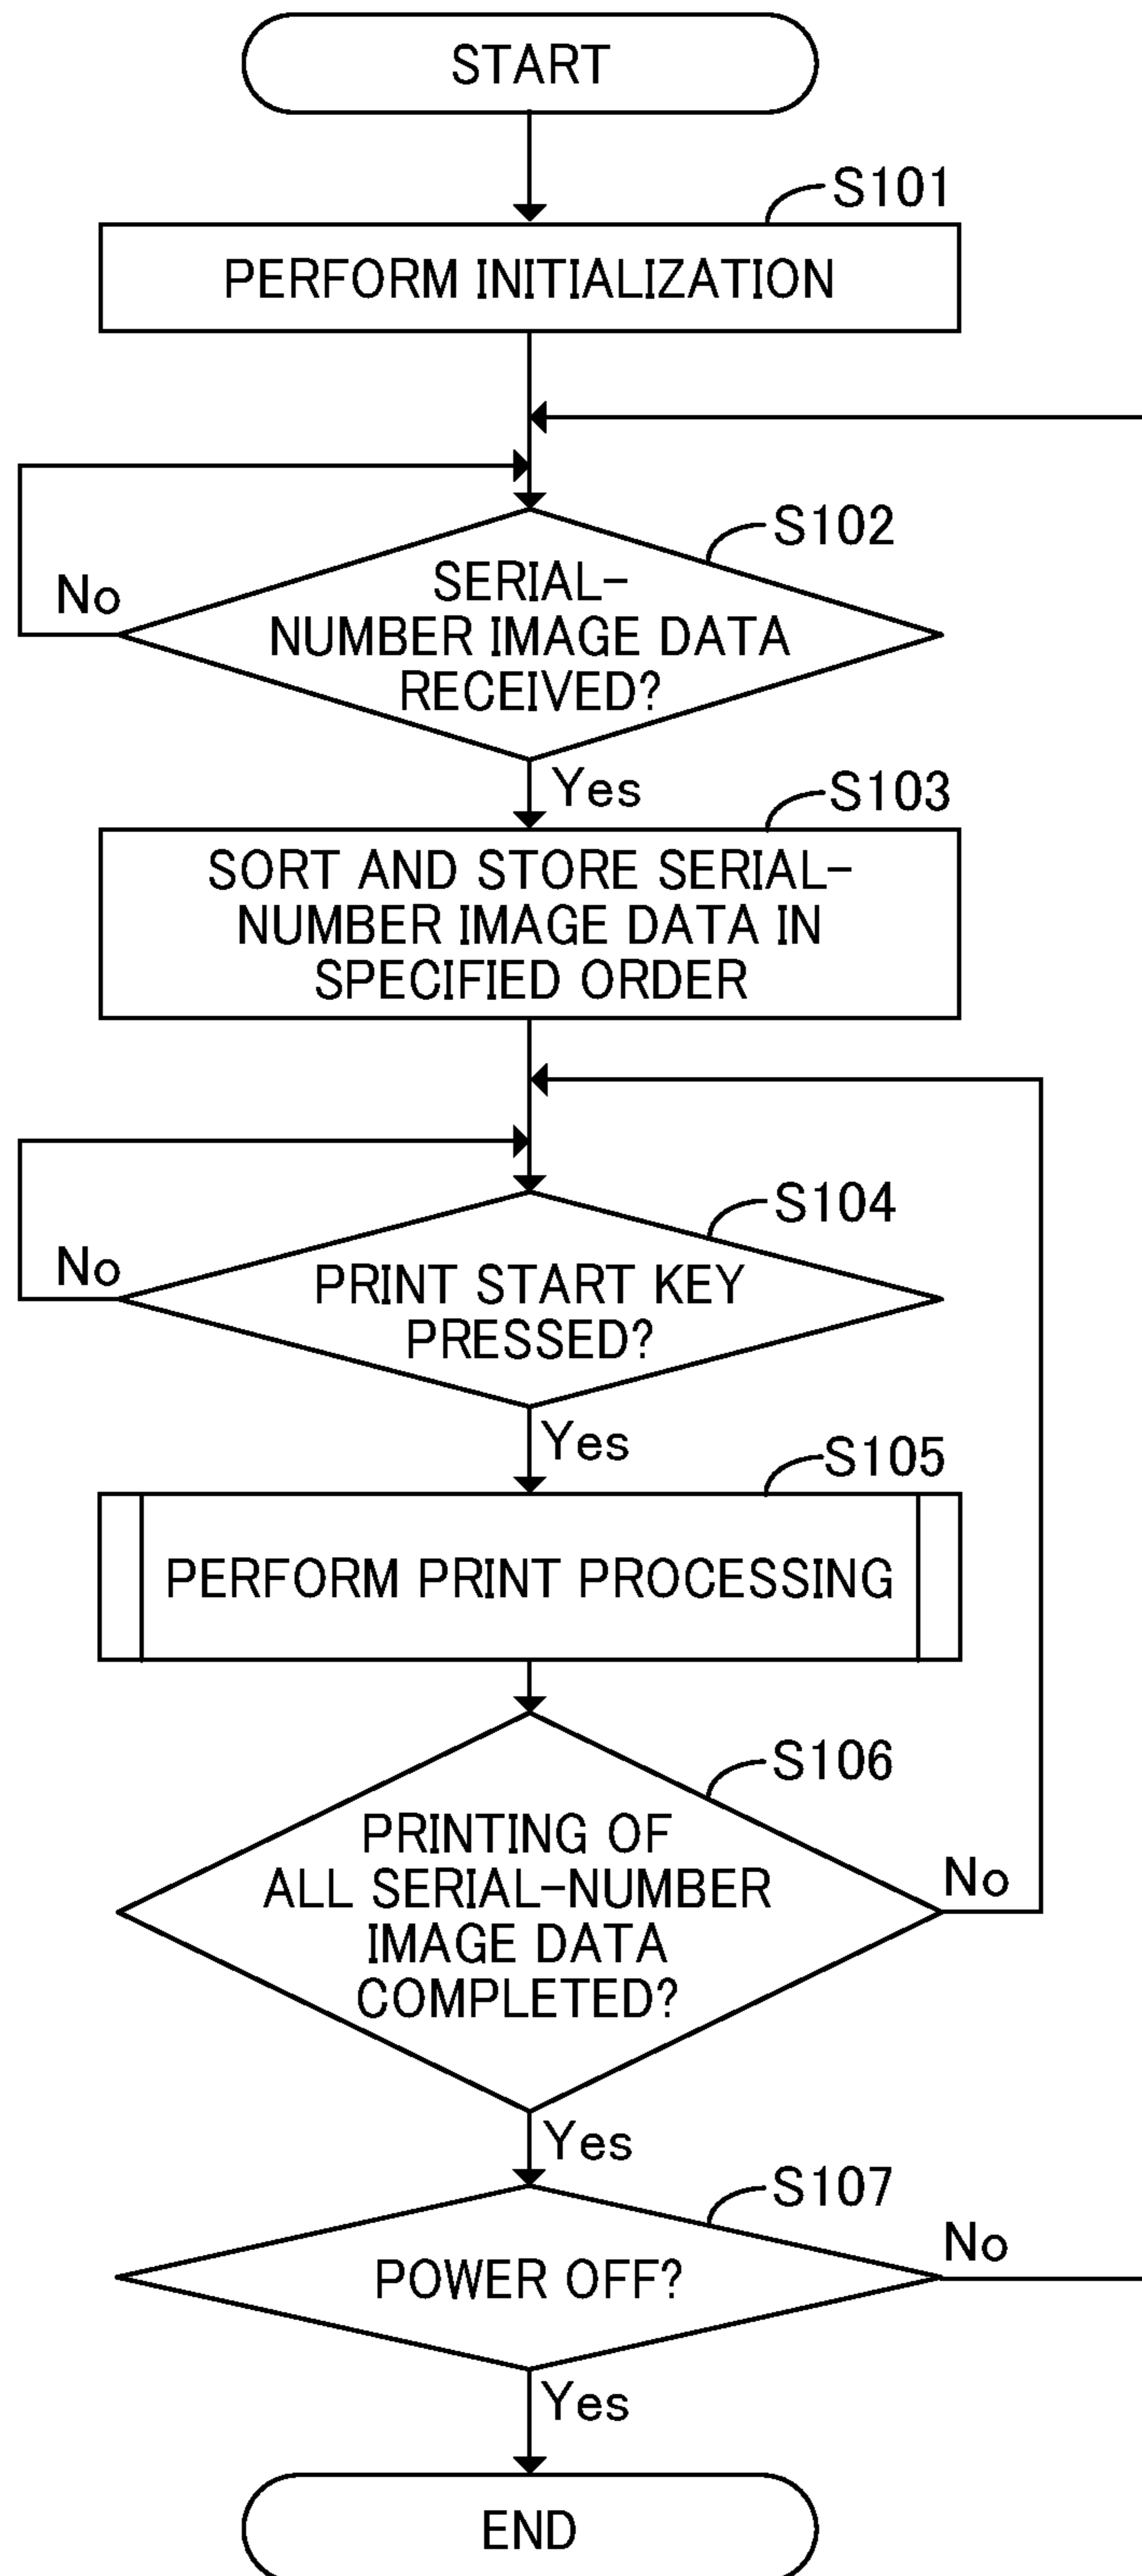 START
S101
PERFORM INITIALIZATION
S102
SERIAL-
NUMBER IMAGE DATA
RECEIVED?
No
Yes
S103
SORT AND STORE SERIAL-
NUMBER IMAGE DATA IN
SPECIFIED ORDER
S104
No
PRINT START KEY
PRESSED?
Yes
S105
PERFORM PRINT PROCESSING
S106
PRINTING OF
ALL SERIAL-NUMBER
IMAGE DATA
COMPLETED?
No
Yes
S107
No
POWER OFF?
Yes
END